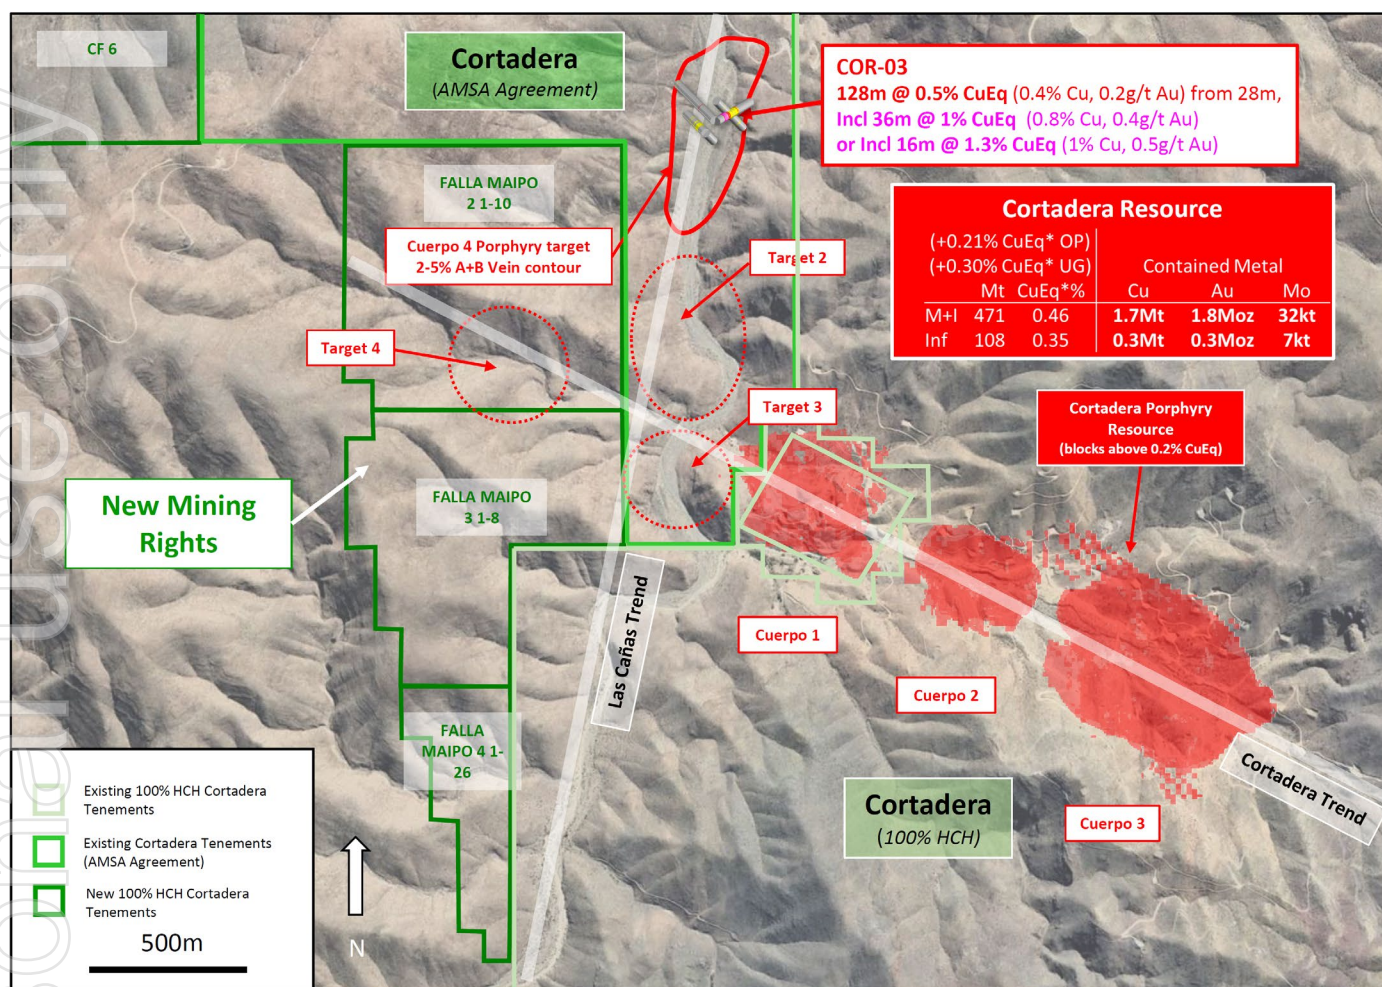 CF 6
Cortadera
(AMSA Agreement)
COR-03
128m @ 0.5% CuEq (0.4% Cu, 0.2g/t Au) from 28m,
Incl 36m @ 1% CuEq (0.8% Cu, 0.4g/t Au)
or Incl 16m @ 1.3% CuEq (1% Cu, 0.5g/t Au)
FALLA MAIPO
2 1-10
Cuerpo 4 Porphyry target
2-5% A+B Vein contour
Target 2
Cortadera Resource
(+0.21% CuEq* OP)
(+0.30% CuEq* UG) Contained Metal
Mt CuEq*% Cu Au Mo
M+I 471 0.46 1.7Mt 1.8Moz 32kt
Inf 108 0.35 0.3Mt 0.3Moz 7kt
Target 4
Target 3
Cortadera Porphyry
Resource
(blocks above 0.2% CuEq)
New Mining
Rights
FALLA MAIPO
3 1-8
Las Cañas Trend
Cuerpo 1
Cuerpo 2
Cuerpo 3
FALLA
MAIPO 4 1-
26
Cortadera Trend
Cortadera
(100% HCH)
Existing 100% HCH Cortadera
Tenements
Existing Cortadera Tenements
(AMSA Agreement)
New 100% HCH Cortadera
Tenements
500m
N
onal use only